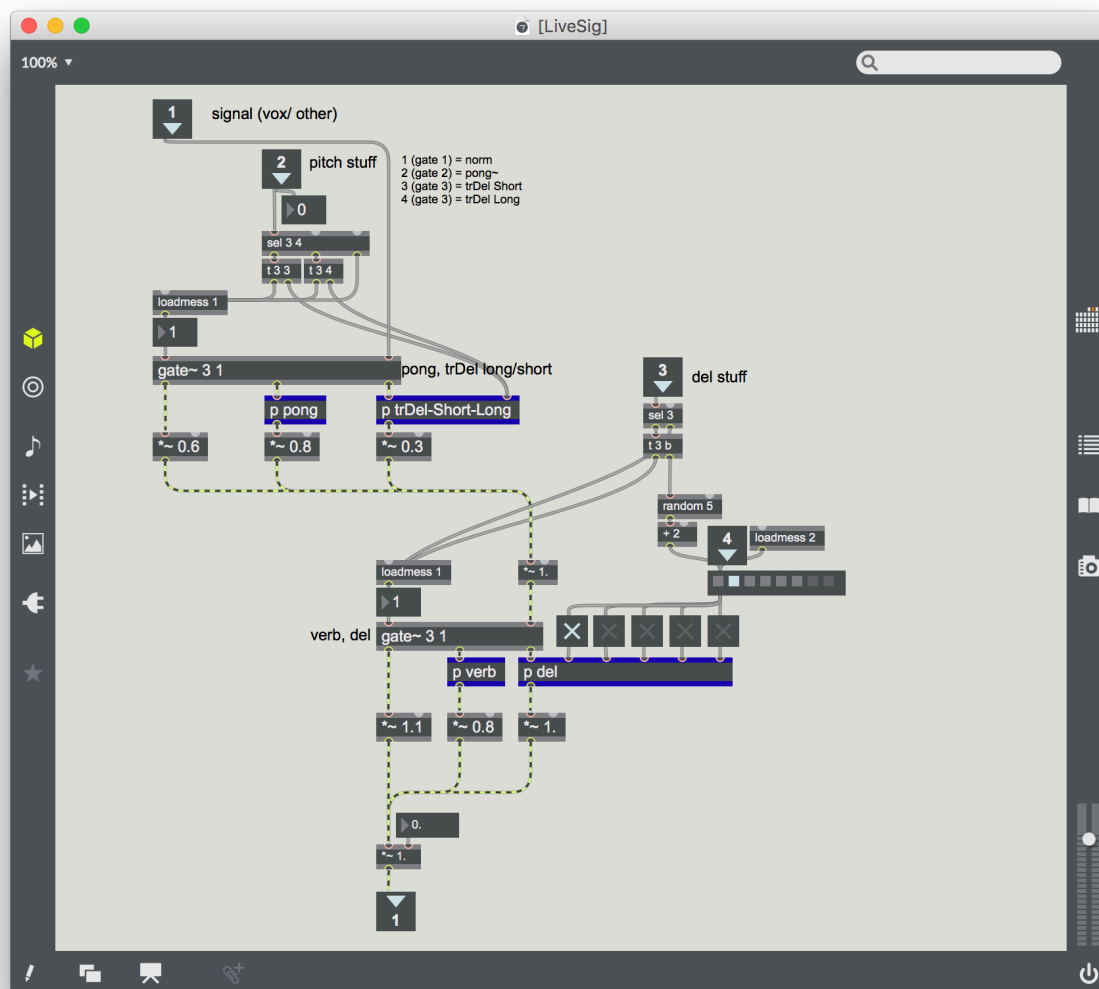 [LiveSig]
100% ▼
1
signal (vox/ other)
2
pitch stuff
1 (gate 1) = norm
2 (gate 2) = pong~
3 (gate 3) = trDel Short
4 (gate 3) = trDel Long
0
sel 3 4
t 3 3
t 3 4
loadmess 1
1
gate~ 3 1
pong, trDel long/short
3
del stuff
p pong
p trDel-Short-Long
sel 3
*~ 0.6
*~ 0.8
*~ 0.3
t 3 b
random 5
+ 2
4
loadmess 2
loadmess 1
*~ 1.
1
verb, del
gate~ 3 1
p verb
p del
*~ 1.1
*~ 0.8
*~ 1.
0.
*~ 1.
1